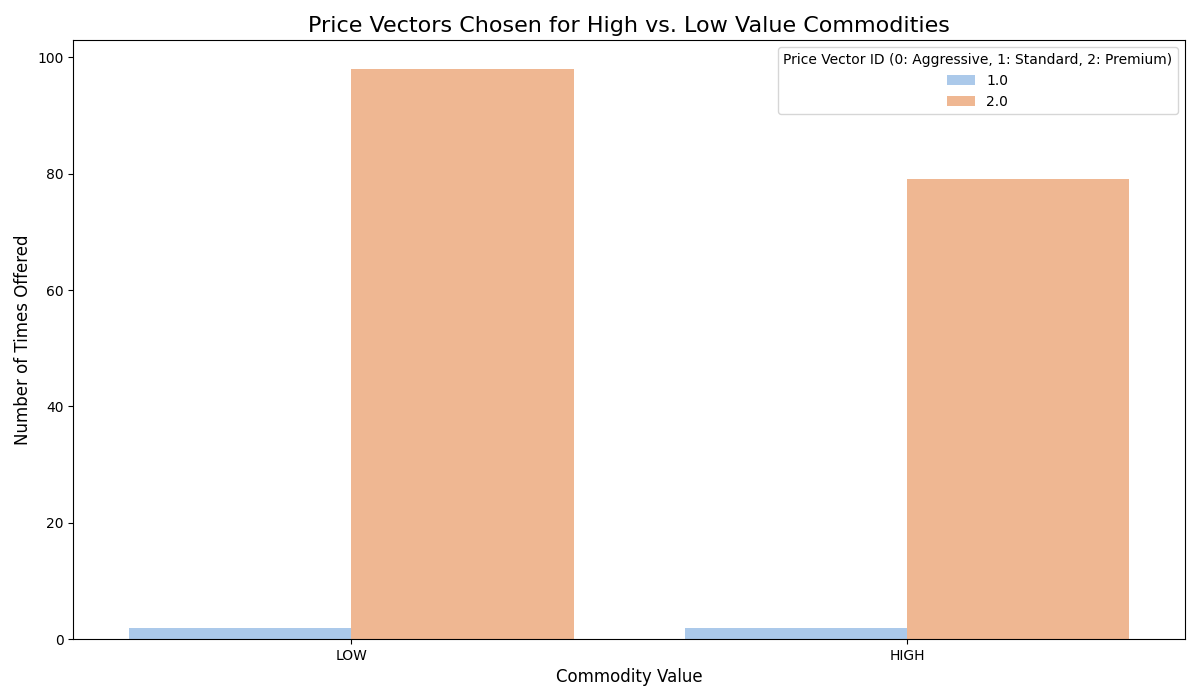 Price Vectors Chosen for High vs. Low Value Commodities
Price Vector ID (0: Aggressive, 1: Standard, 2: Premium)
1.0
2.0
Number of Times Offered
100
80
60
40
20
0
LOW
HIGH
Commodity Value